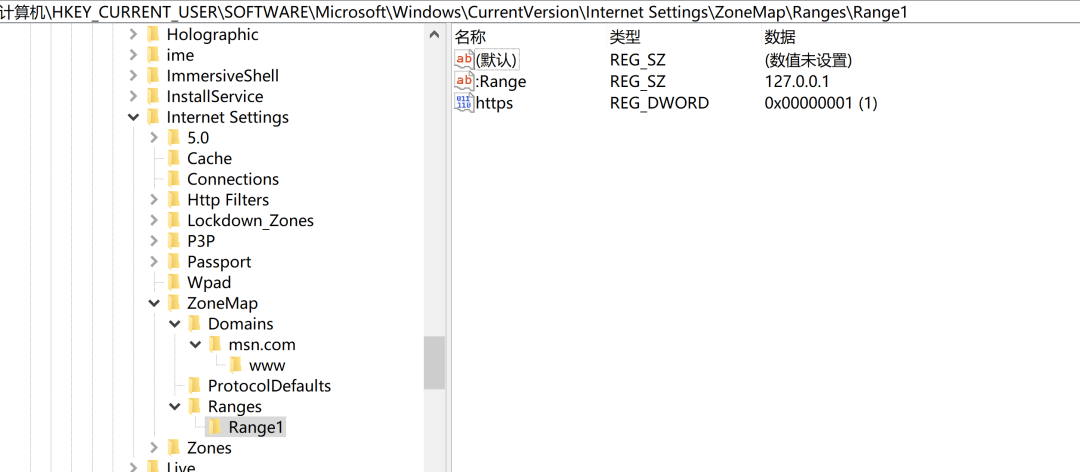 计算机\HKEY_CURRENT_USER\SOFTWARE\Microsoft\Windows\CurrentVersion\Internet Settings\ZoneMap\Ranges\Range1
Holographic
ime
ImmersiveShell
InstallService
Internet Settings
5.0
Cache
Connections
Http Filters
Lockdown_Zones
P3P
Passport
Wpad
ZoneMap
Domains
msn.com
www
ProtocolDefaults
Ranges
Range1
Zones
Live
名称 类型 数据
(默认) REG_SZ (数值未设置)
:Range REG_SZ 127.0.0.1
https REG_DWORD 0x00000001 (1)